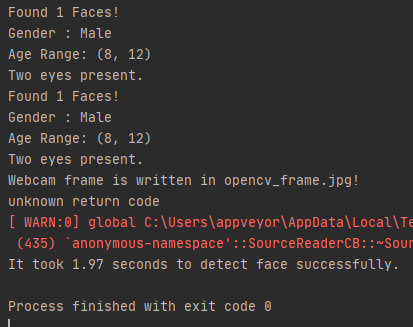 Found 1 Faces!
Gender : Male
Age Range: (8, 12)
Two eyes present.
Found 1 Faces!
Gender : Male
Age Range: (8, 12)
Two eyes present.
Webcam frame is written in opencv_frame.jpg!
unknown return code
[ WARN:0] global C:\Users\appveyor\AppData\Local\Te
(435) `anonymous-namespace'::SourceReaderCB::~Sour
It took 1.97 seconds to detect face successfully.
Process finished with exit code 0